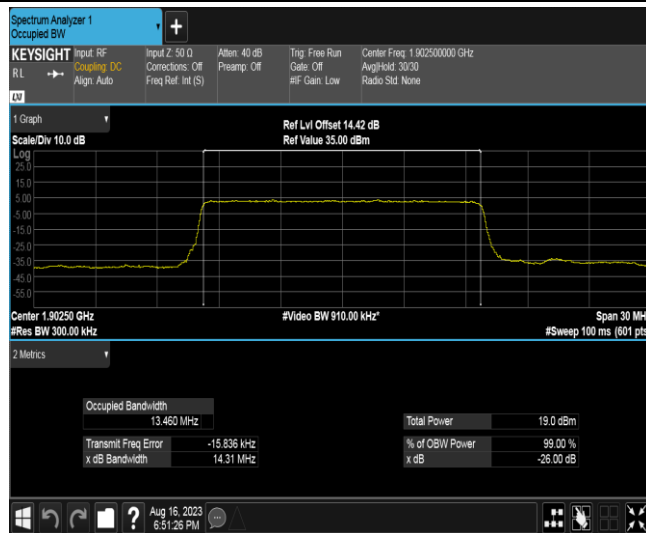 Spectrum Analyzer 1
Occupied BW
+
KEYSIGHT
RL
LXI
Input: RF
Coupling: DC
Align: Auto
Input Z: 50 Ω
Corrections: Off
Freq Ref: Int (S)
Atten: 40 dB
Preamp: Off
Trig: Free Run
Gate: Off
#IF Gain: Low
Center Freq: 1.902500000 GHz
Avg|Hold: 30/30
Radio Std: None
1 Graph
Scale/Div 10.0 dB
Ref Lvl Offset 14.42 dB
Ref Value 35.00 dBm
Log
25.0
15.0
5.00
-5.00
-15.0
-25.0
-35.0
-45.0
-55.0
Center 1.90250 GHz
#Res BW 300.00 kHz
#Video BW 910.00 kHz*
Span 30 MH
#Sweep 100 ms (601 pts
2 Metrics
Occupied Bandwidth
13.460 MHz
Total Power 19.0 dBm
Transmit Freq Error -15.836 kHz
% of OBW Power 99.00 %
x dB Bandwidth 14.31 MHz
x dB -26.00 dB
?
Aug 16, 2023
6:51:26 PM